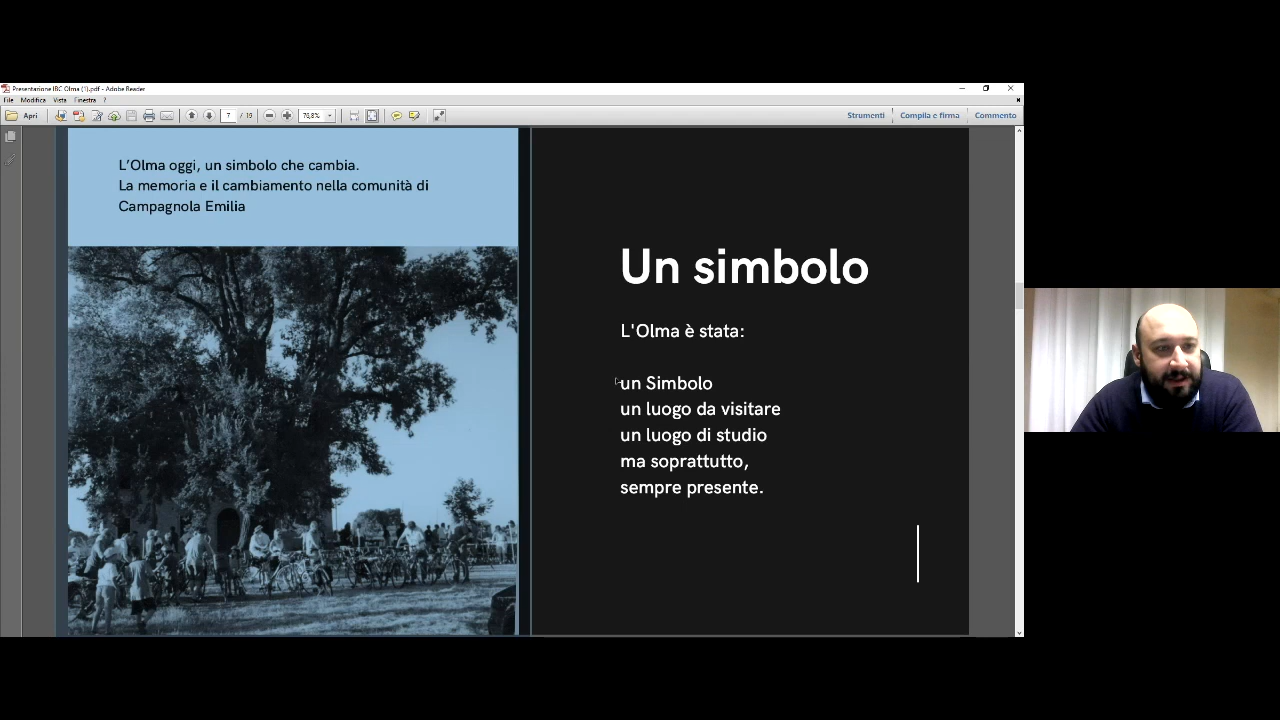 Presentazione IBC Olma (1).pdf - Adobe Reader
File Modifica Vista Finestra ?
Apri 7 / 19 76,8% Strumenti Compila e firma Commento
L’Olma oggi, un simbolo che cambia.
La memoria e il cambiamento nella comunità di
Campagnola Emilia
Un simbolo
L'Olma è stata:
un Simbolo
un luogo da visitare
un luogo di studio
ma soprattutto,
sempre presente.